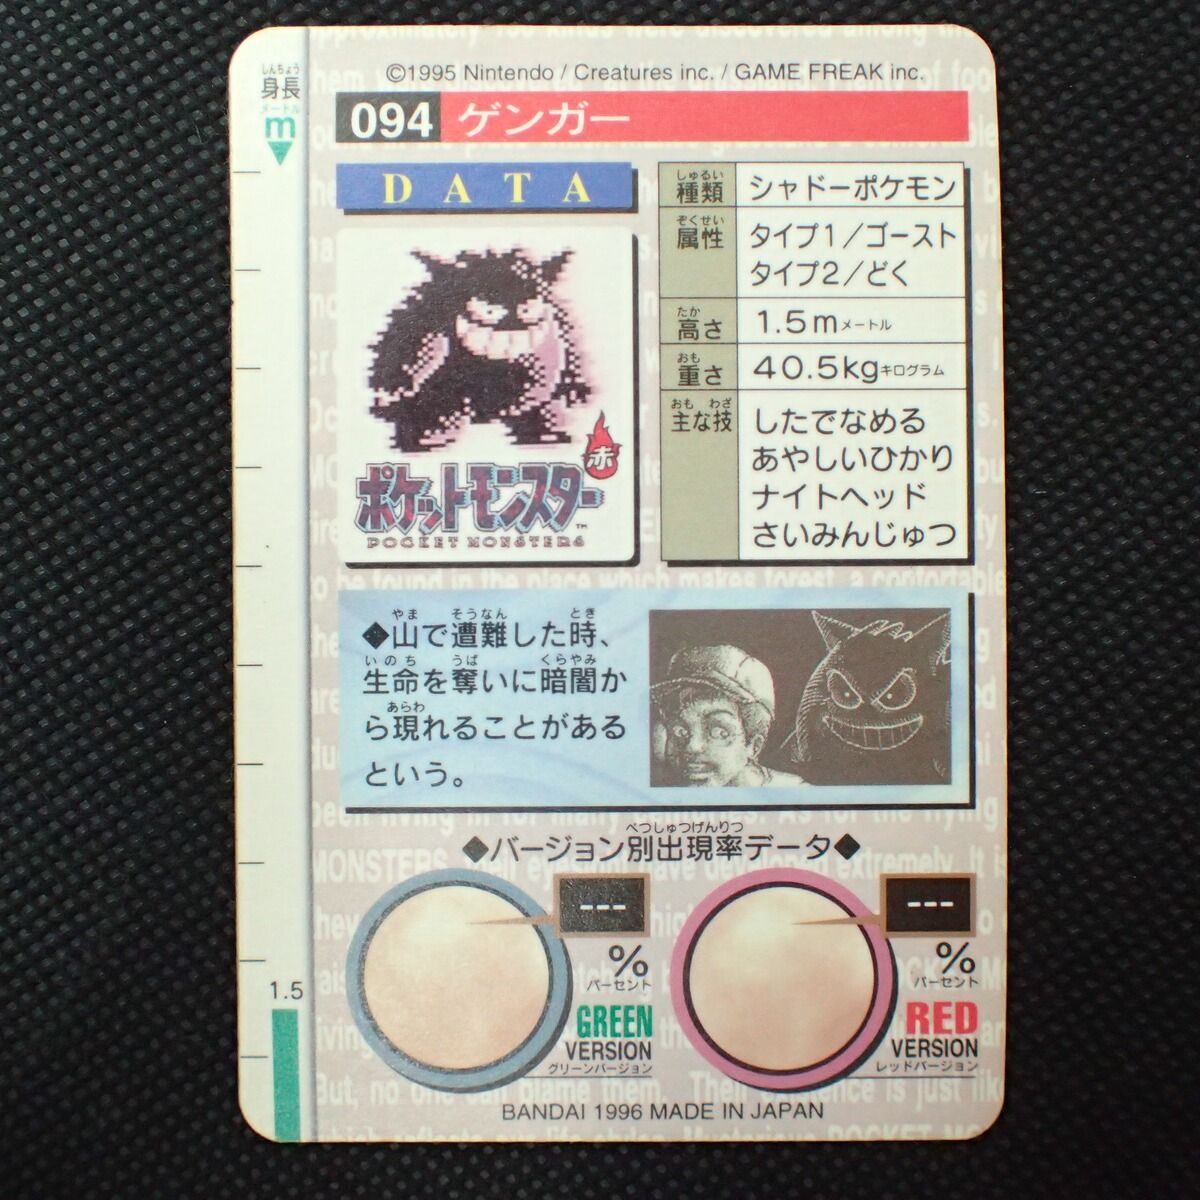 ©1995 Nintendo / Creatures inc. / GAME FREAK inc.
しんちょう
身長
メートル
m
094 ゲンガー
DATA
しゅるい
種類 シャドーポケモン
ぞくせい
属性 タイプ1/ゴースト
タイプ2/どく
たか
高さ 1.5mメートル
おも
重さ 40.5kgキログラム
おも わざ
主な技 したでなめる
あやしいひかり
ナイトヘッド
さいみんじゅつ
赤
ポケットモンスター
TM
POCKET MONSTERS
やま そうなん とき
◆山で遭難した時、
いのち うば くらやみ
生命を奪いに暗闇か
あらわ
ら現れることがある
という。
べつしゅつげんりつ
◆バージョン別出現率データ◆
---
%
パーセント
GREEN
VERSION
グリーンバージョン
---
%
パーセント
RED
VERSION
レッドバージョン
1.5
BANDAI 1996 MADE IN JAPAN